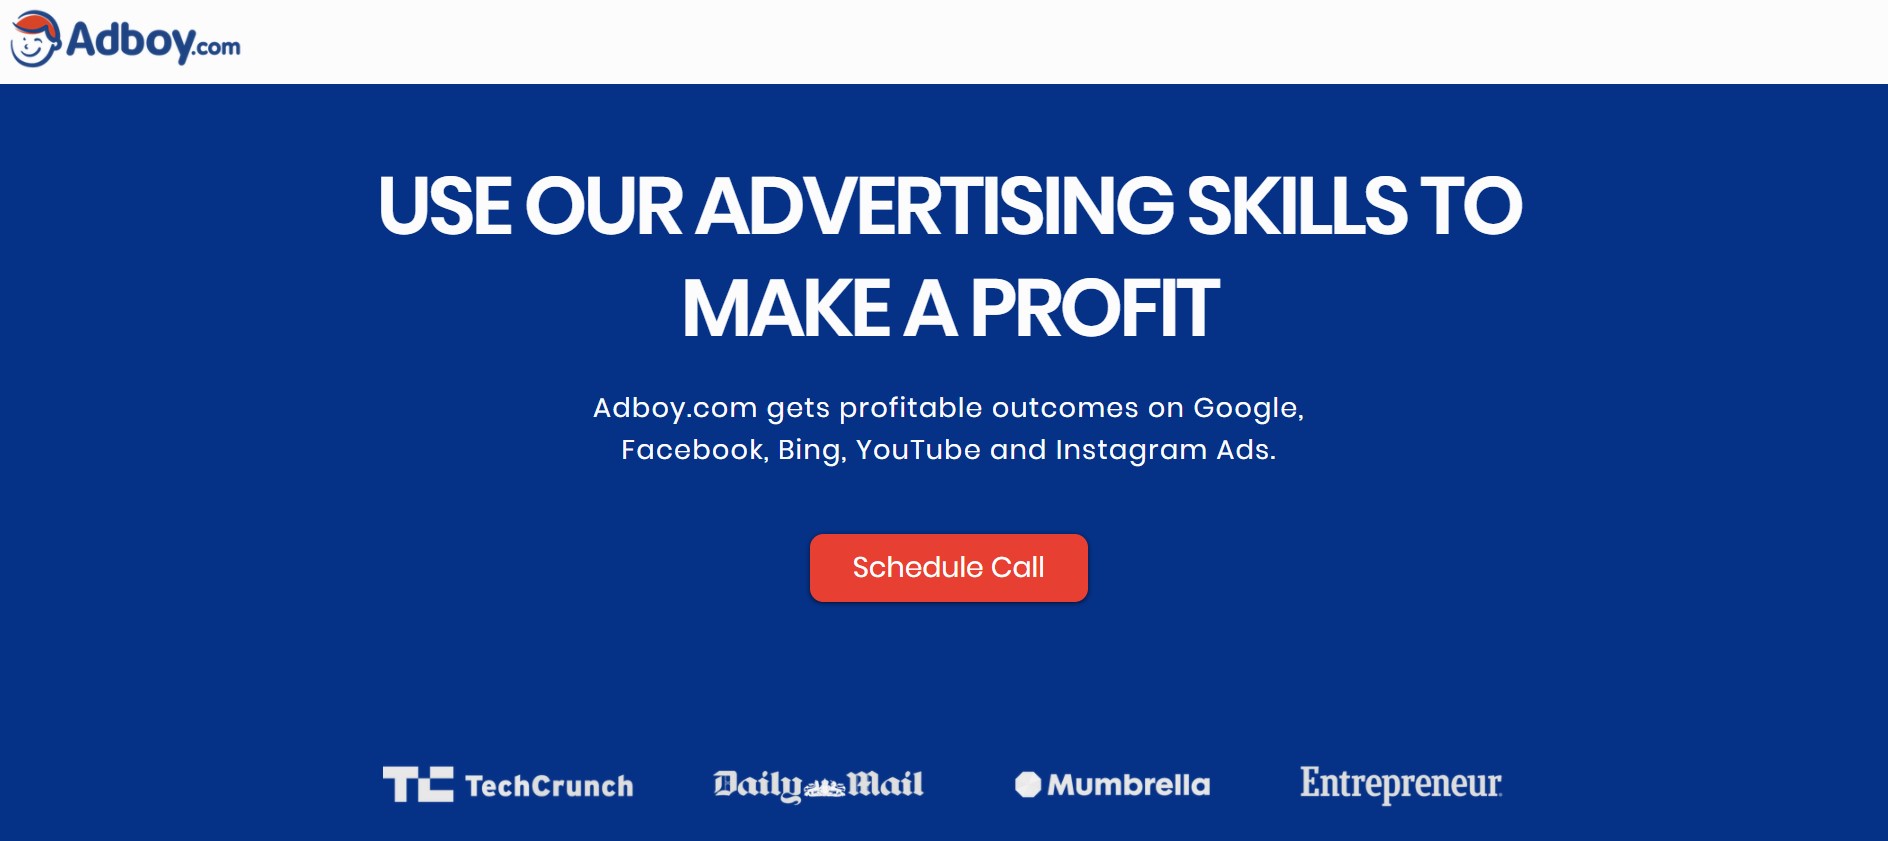 Adboy.com
USE OUR ADVERTISING SKILLS TO
MAKE A PROFIT
Adboy.com gets profitable outcomes on Google,
Facebook, Bing, YouTube and Instagram Ads.
Schedule Call
TC TechCrunch
Daily Mail
Mumbrella
Entrepreneur